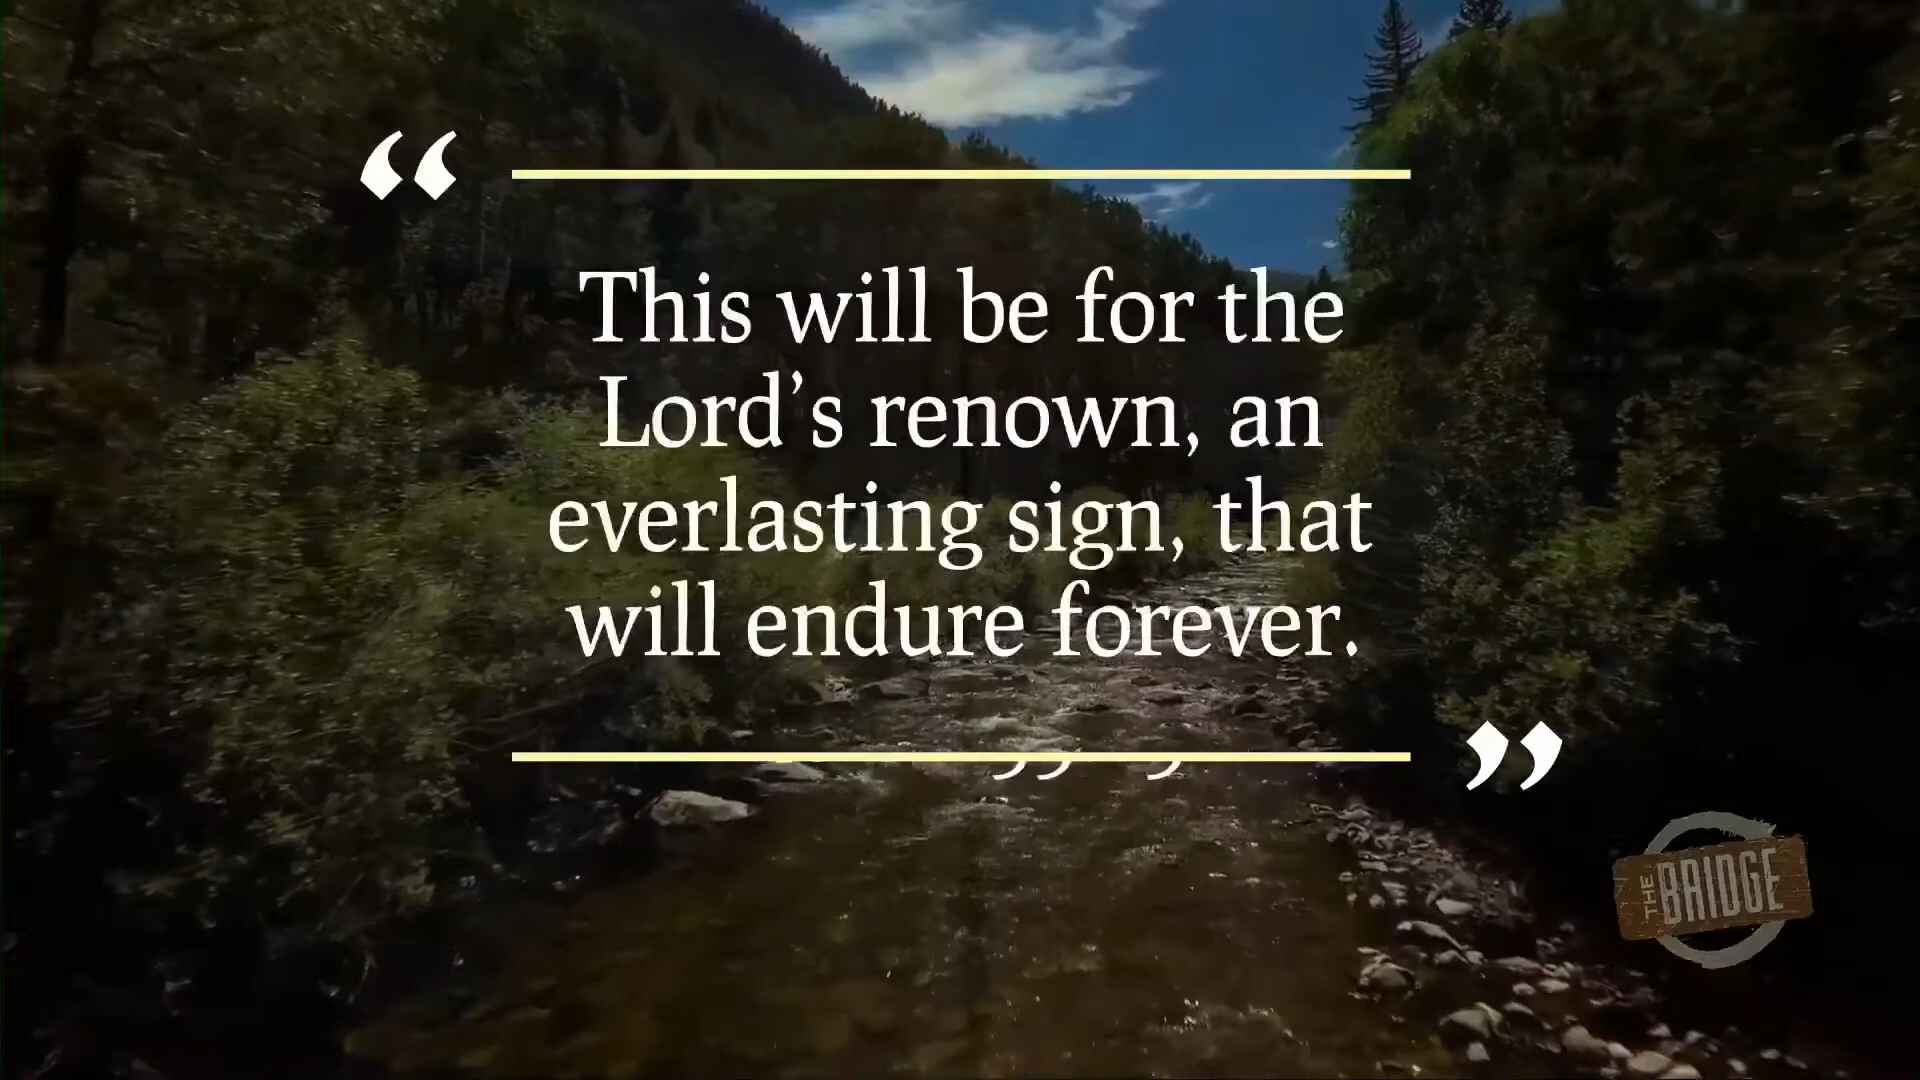 “
This will be for the
Lord’s renown, an
everlasting sign, that
will endure forever.
”
THE BRIDGE